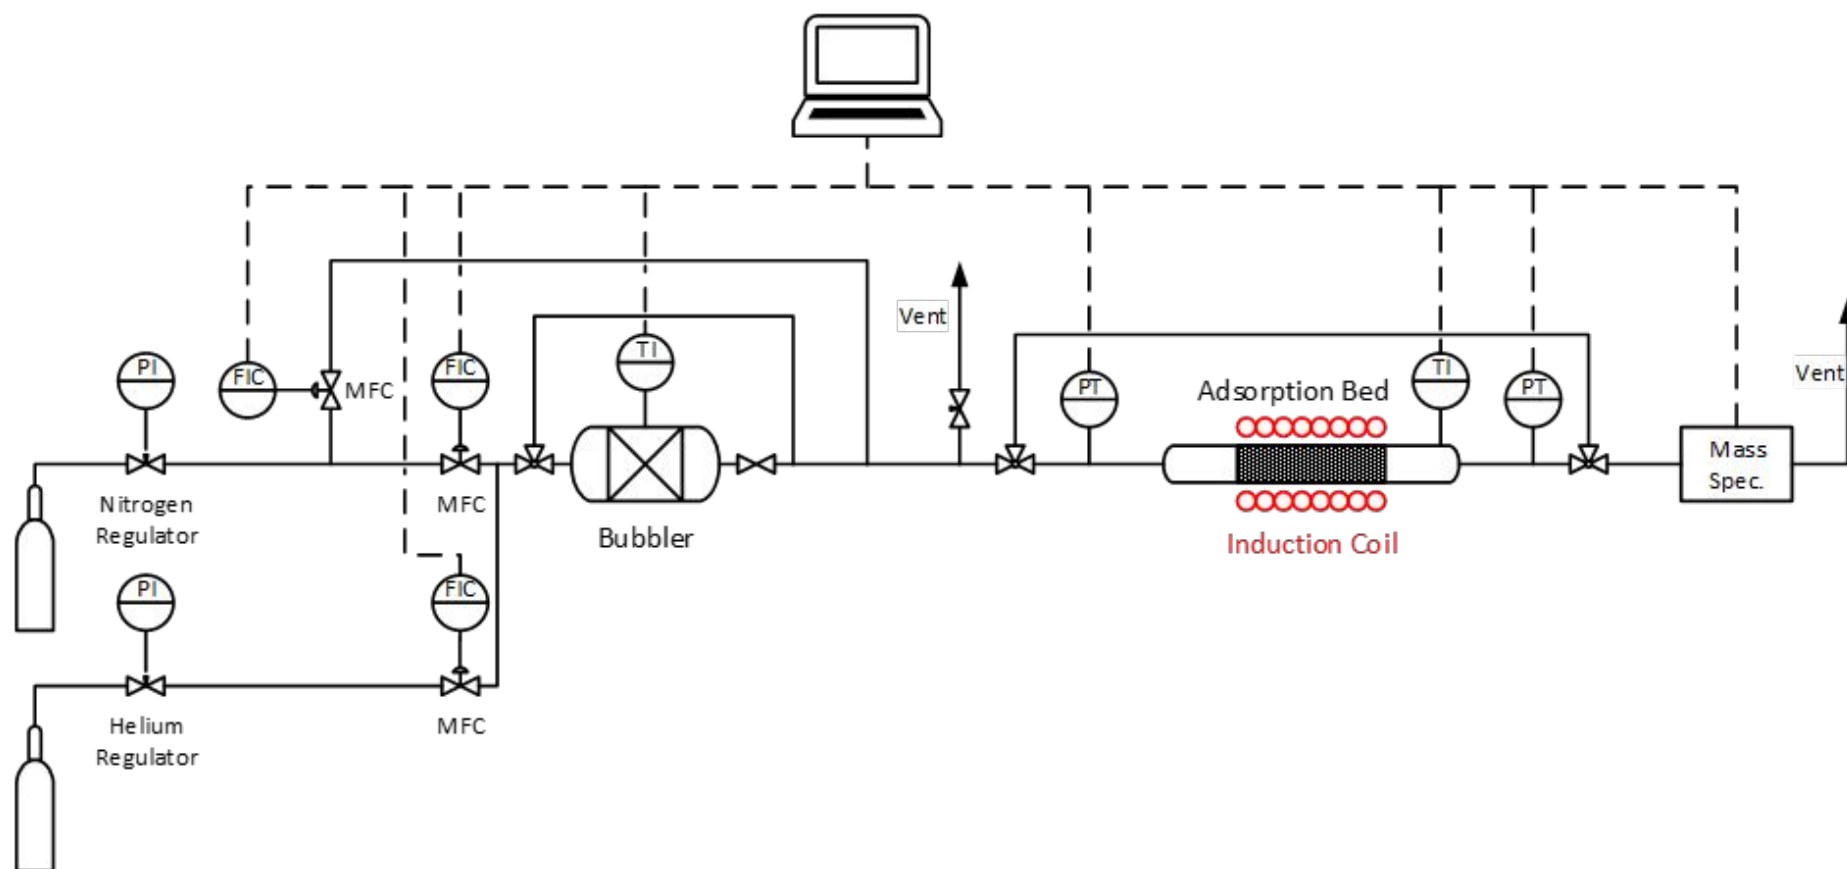 Vent
PI
FIC
MFC
FIC
TI
PT
Adsorption Bed
TI
PT
Vent
Nitrogen
Regulator
MFC
Bubbler
Induction Coil
Mass
Spec.
PI
FIC
Helium
Regulator
MFC